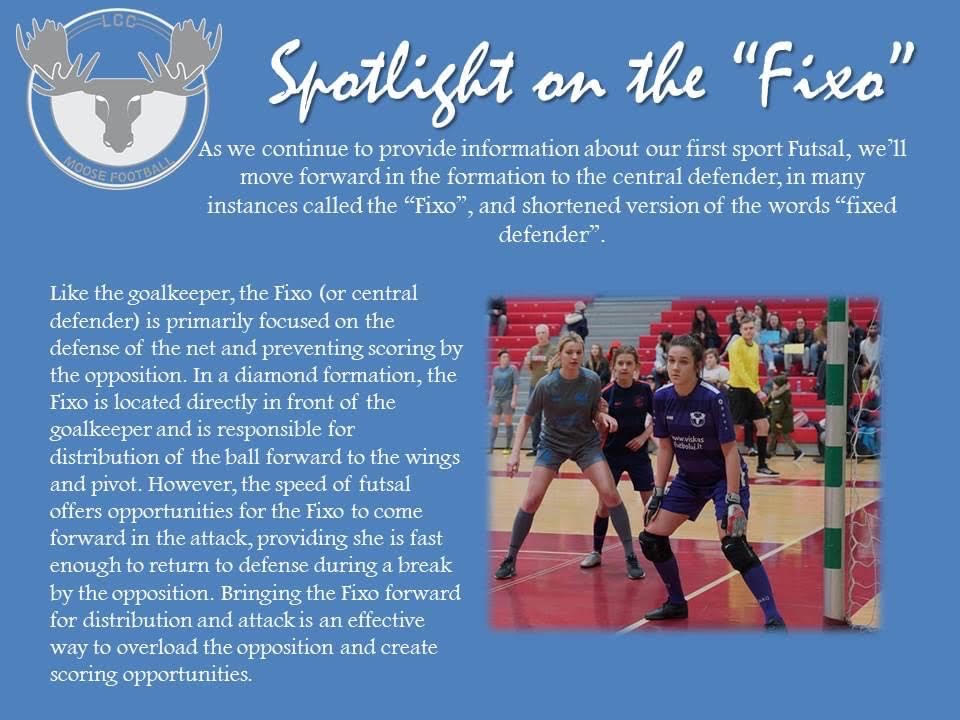 LCC
MOOSE FOOTBALL
Spotlight on the “Fixo”
As we continue to provide information about our first sport Futsal, we’ll
move forward in the formation to the central defender, in many
instances called the “Fixo”, and shortened version of the words “fixed
defender”.
Like the goalkeeper, the Fixo (or central
defender) is primarily focused on the
defense of the net and preventing scoring by
the opposition. In a diamond formation, the
Fixo is located directly in front of the
goalkeeper and is responsible for
distribution of the ball forward to the wings
and pivot. However, the speed of futsal
offers opportunities for the Fixo to come
forward in the attack, providing she is fast
enough to return to defense during a break
by the opposition. Bringing the Fixo forward
for distribution and attack is an effective
way to overload the opposition and create
scoring opportunities.
www.viskas
futbolui.lt